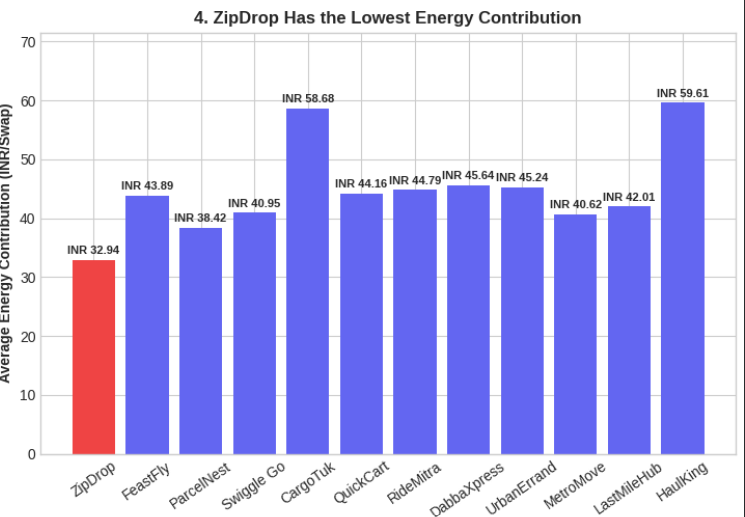 4. ZipDrop Has the Lowest Energy Contribution
Average Energy Contribution (INR/Swap)
70
60
50
40
30
20
10
0
INR 32.94
INR 43.89
INR 38.42
INR 40.95
INR 58.68
INR 44.16
INR 44.79
INR 45.64
INR 45.24
INR 40.62
INR 42.01
INR 59.61
ZipDrop
FeastFly
ParcelNest
Swiggle Go
CargoTuk
QuickCart
RideMitra
DabbaXpress
UrbanErrand
MetroMove
LastMileHub
HaulKing